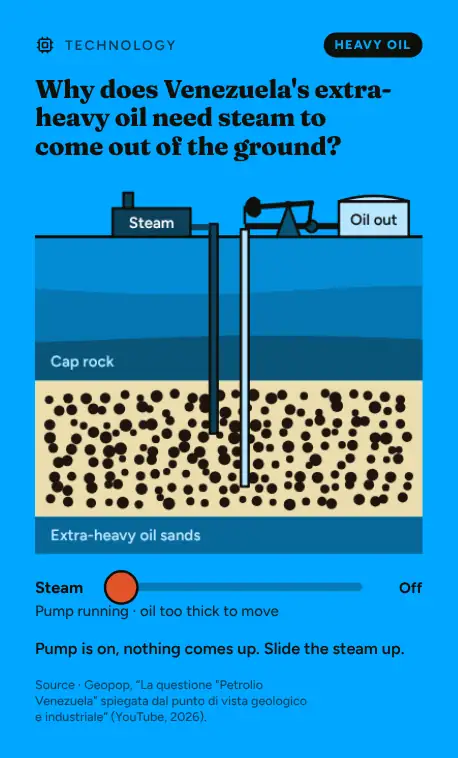 TECHNOLOGY
HEAVY OIL
Why does Venezuela's extra-
heavy oil need steam to
come out of the ground?
Steam
Oil out
Cap rock
Extra-heavy oil sands
Steam
Off
Pump running · oil too thick to move
Pump is on, nothing comes up. Slide the steam up.
Source · Geopop, "La questione "Petrolio
Venezuela" spiegata dal punto di vista geologico
e industriale" (YouTube, 2026).